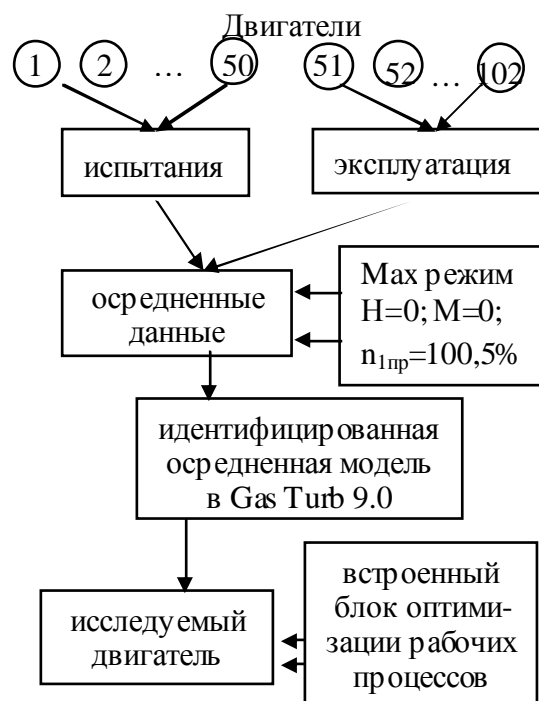 Двигатели
1 2 … 50 51 52 … 102
испытания
эксплуатация
осредненные
данные
Max режим
H=0; M=0;
n1пр=100,5%
идентифицированная
осредненная модель
в Gas Turb 9.0
исследуемый
двигатель
встроенный
блок оптими-
зации рабочих
процессов